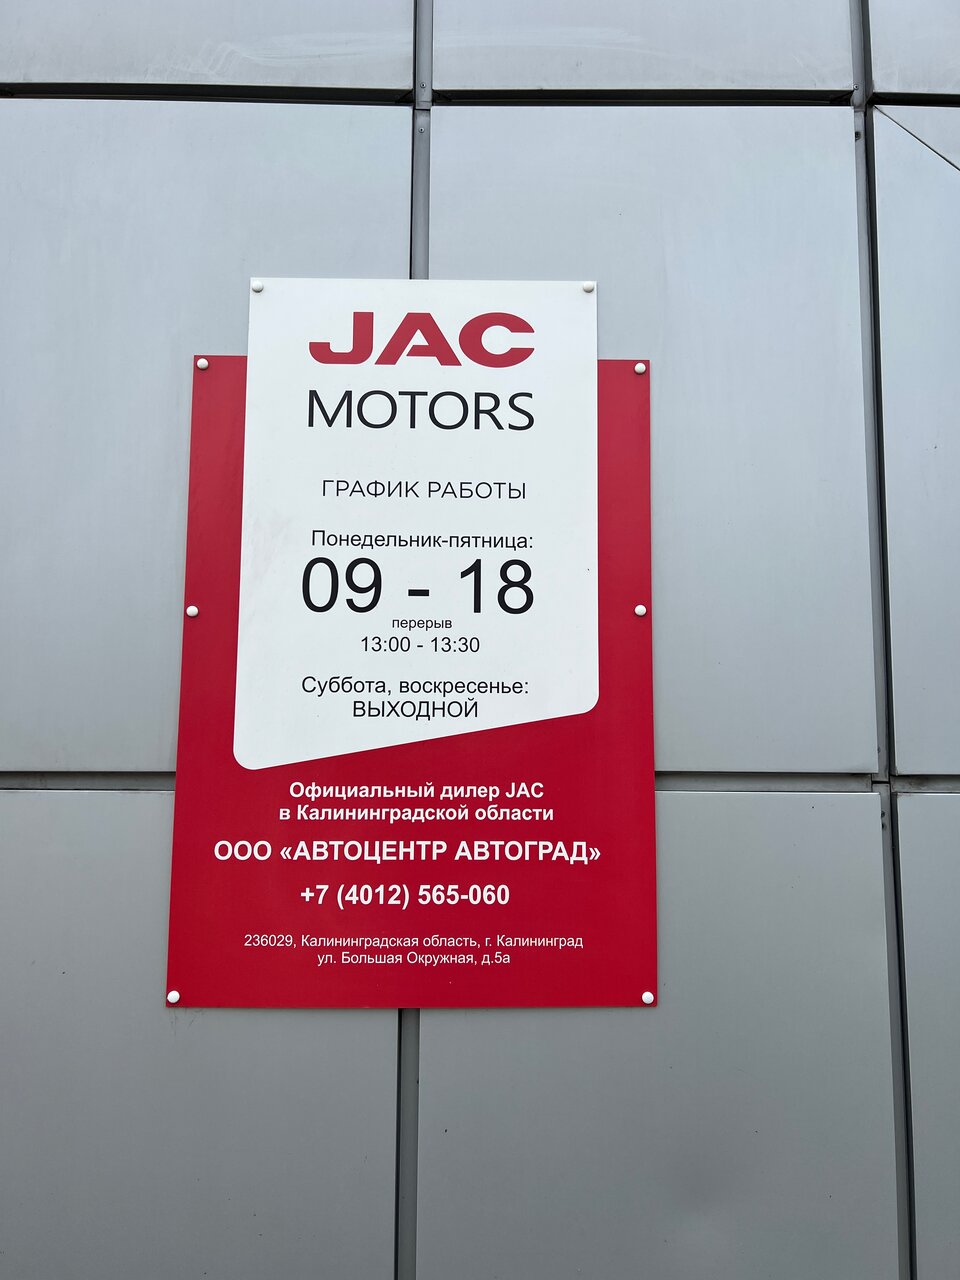 JAC
MOTORS
ГРАФИК РАБОТЫ
Понедельник-пятница:
09 - 18
перерыв
13:00 - 13:30
Суббота, воскресенье:
ВЫХОДНОЙ
Официальный дилер JAC
в Калининградской области
ООО «АВТОЦЕНТР АВТОГРАД»
+7 (4012) 565-060
236029, Калининградская область, г. Калининград
ул. Большая Окружная, д.5а